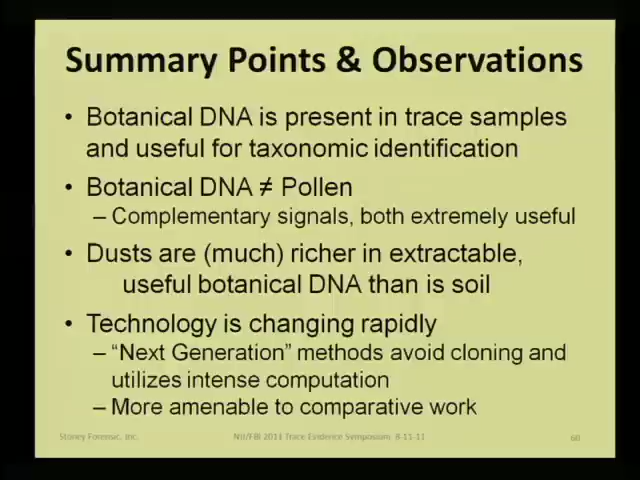 Summary Points & Observations
• Botanical DNA is present in trace samples
and useful for taxonomic identification
• Botanical DNA ≠ Pollen
– Complementary signals, both extremely useful
• Dusts are (much) richer in extractable,
useful botanical DNA than is soil
• Technology is changing rapidly
– “Next Generation” methods avoid cloning and
utilizes intense computation
– More amenable to comparative work
Stoney Forensic, Inc.
NIJ/FBI 2011 Trace Evidence Symposium 8-11-11
60